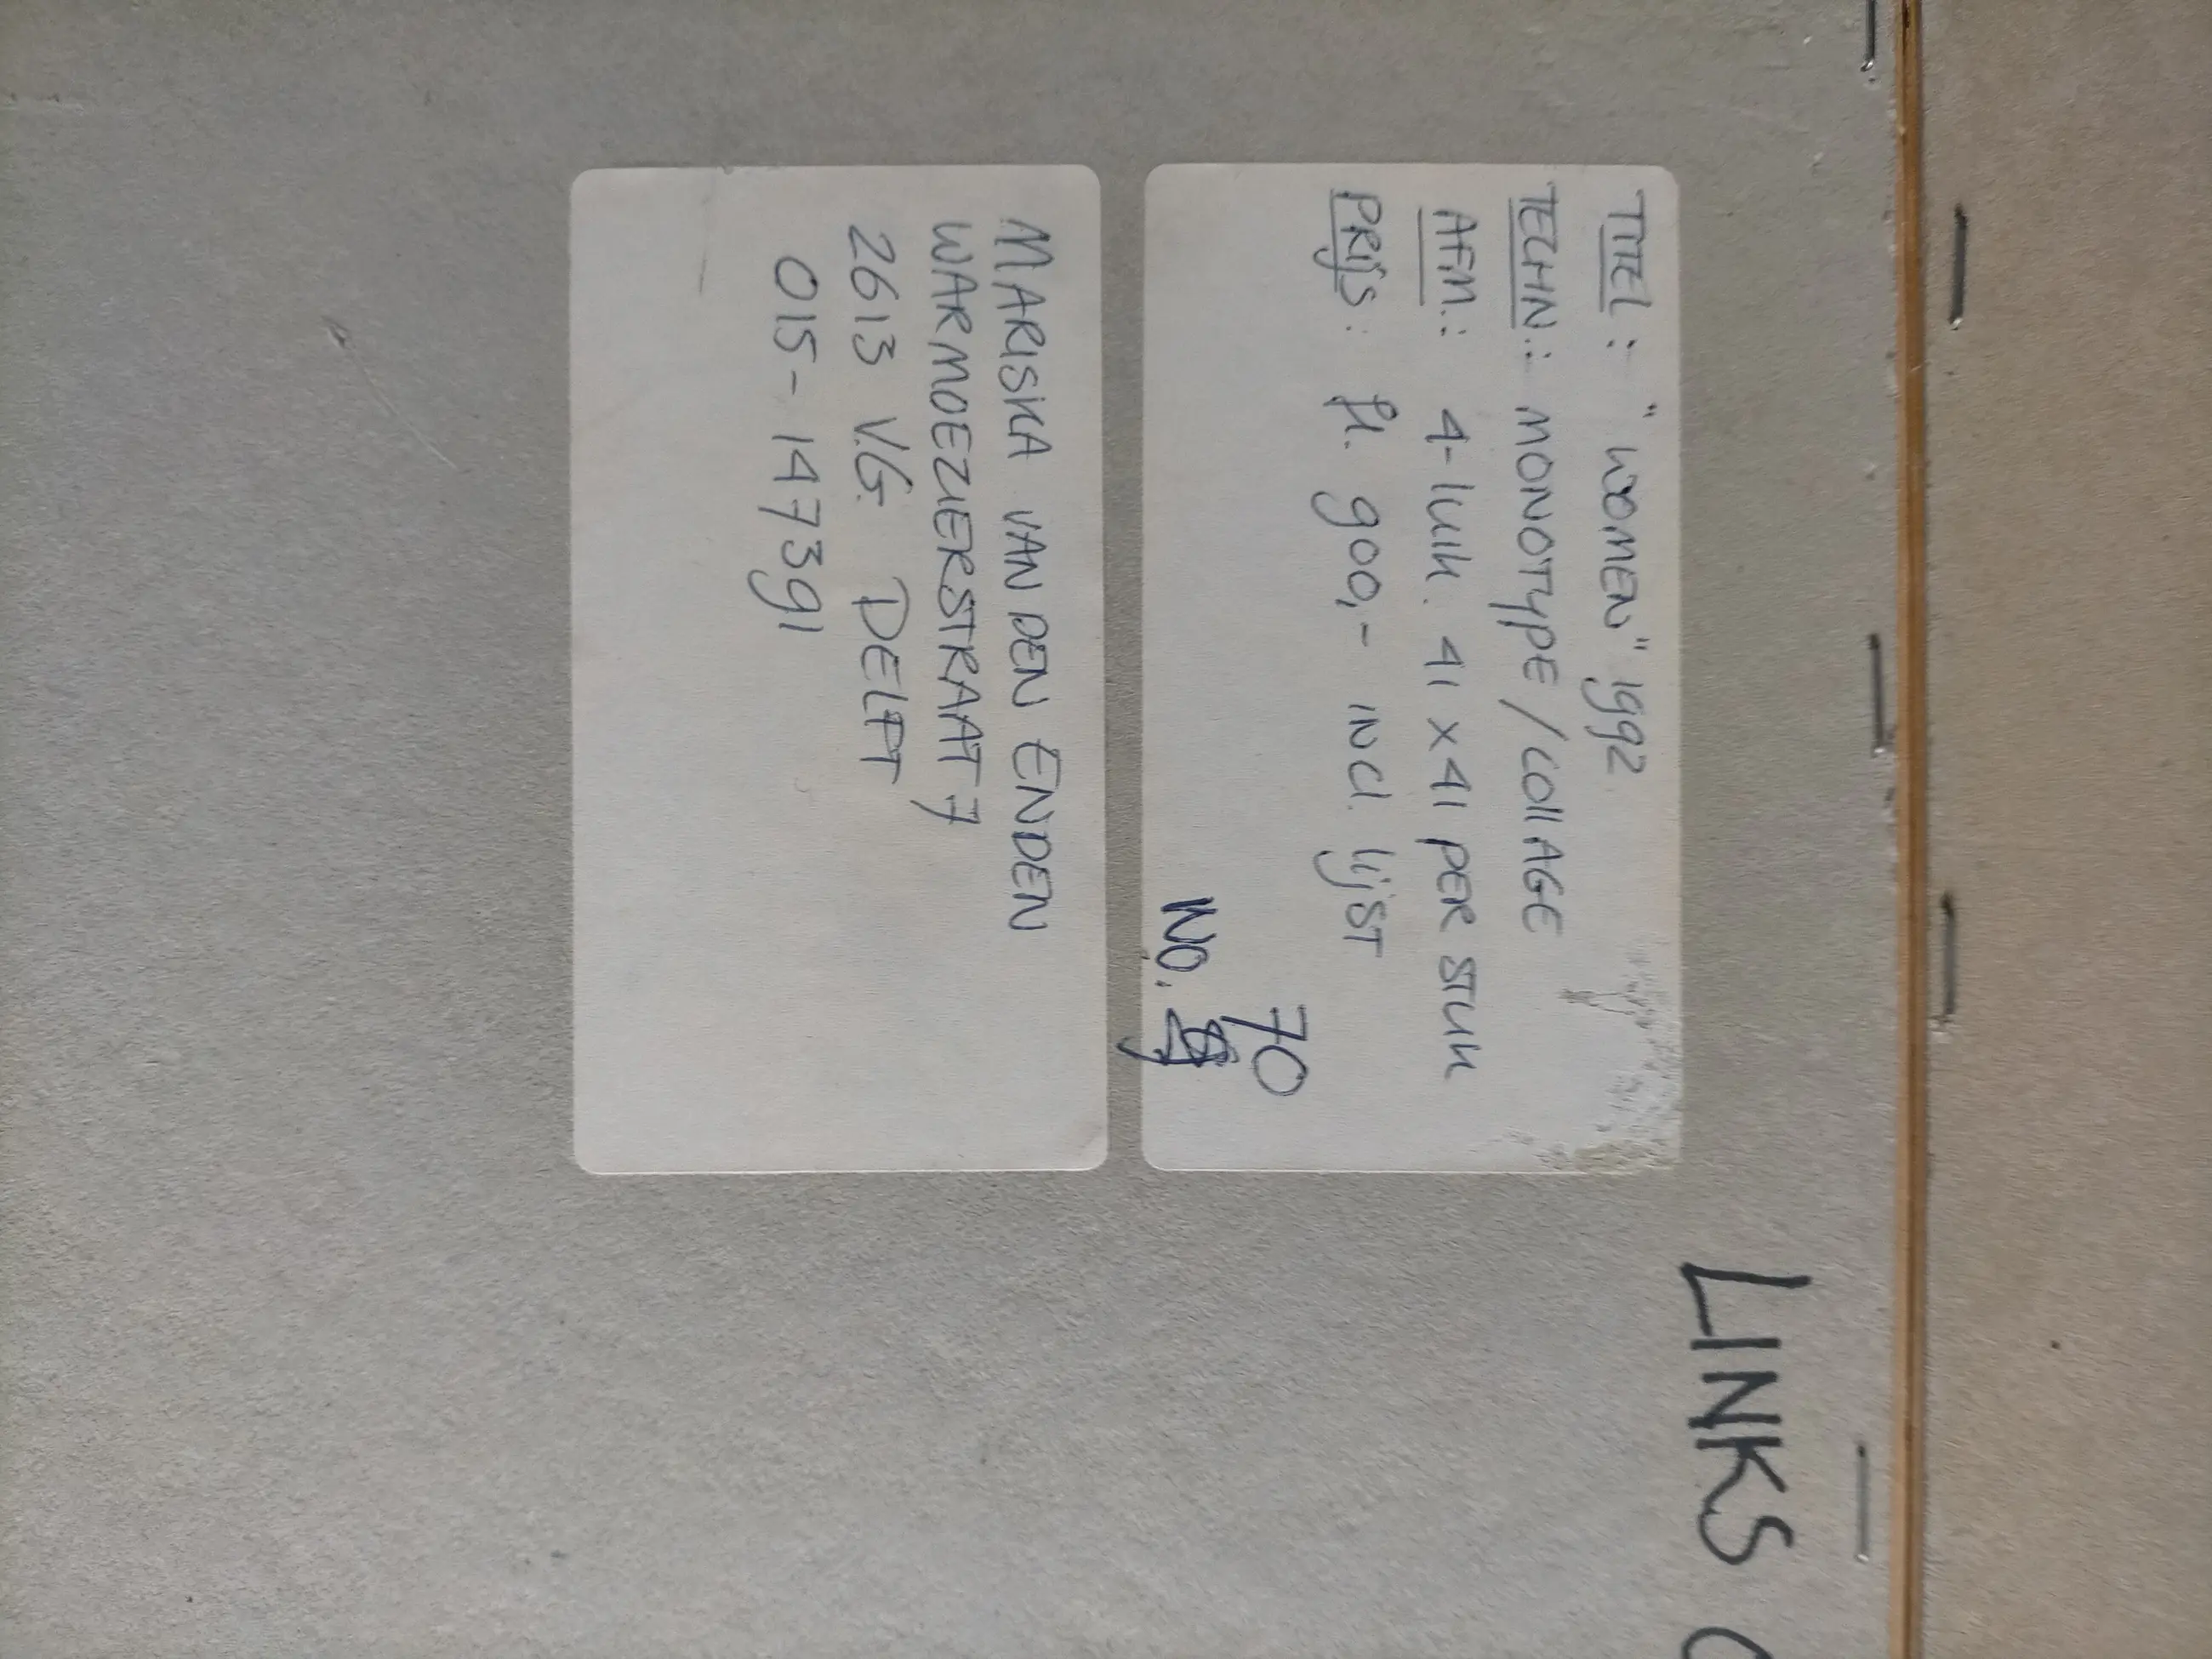 TITEL : "WOMEN" 1992.
TECHN.: MONOTYPE / COLLAGE
AFM.: 4-luik. 41 x 41 PER STUK
PRIJS : fl. 900,- INCL. LIJST
70
NO.
MARISKA VAN DEN ENDEN
WARMOEZIERSTRAAT 7
2613 V.G. DELFT
015-147391
LINKS